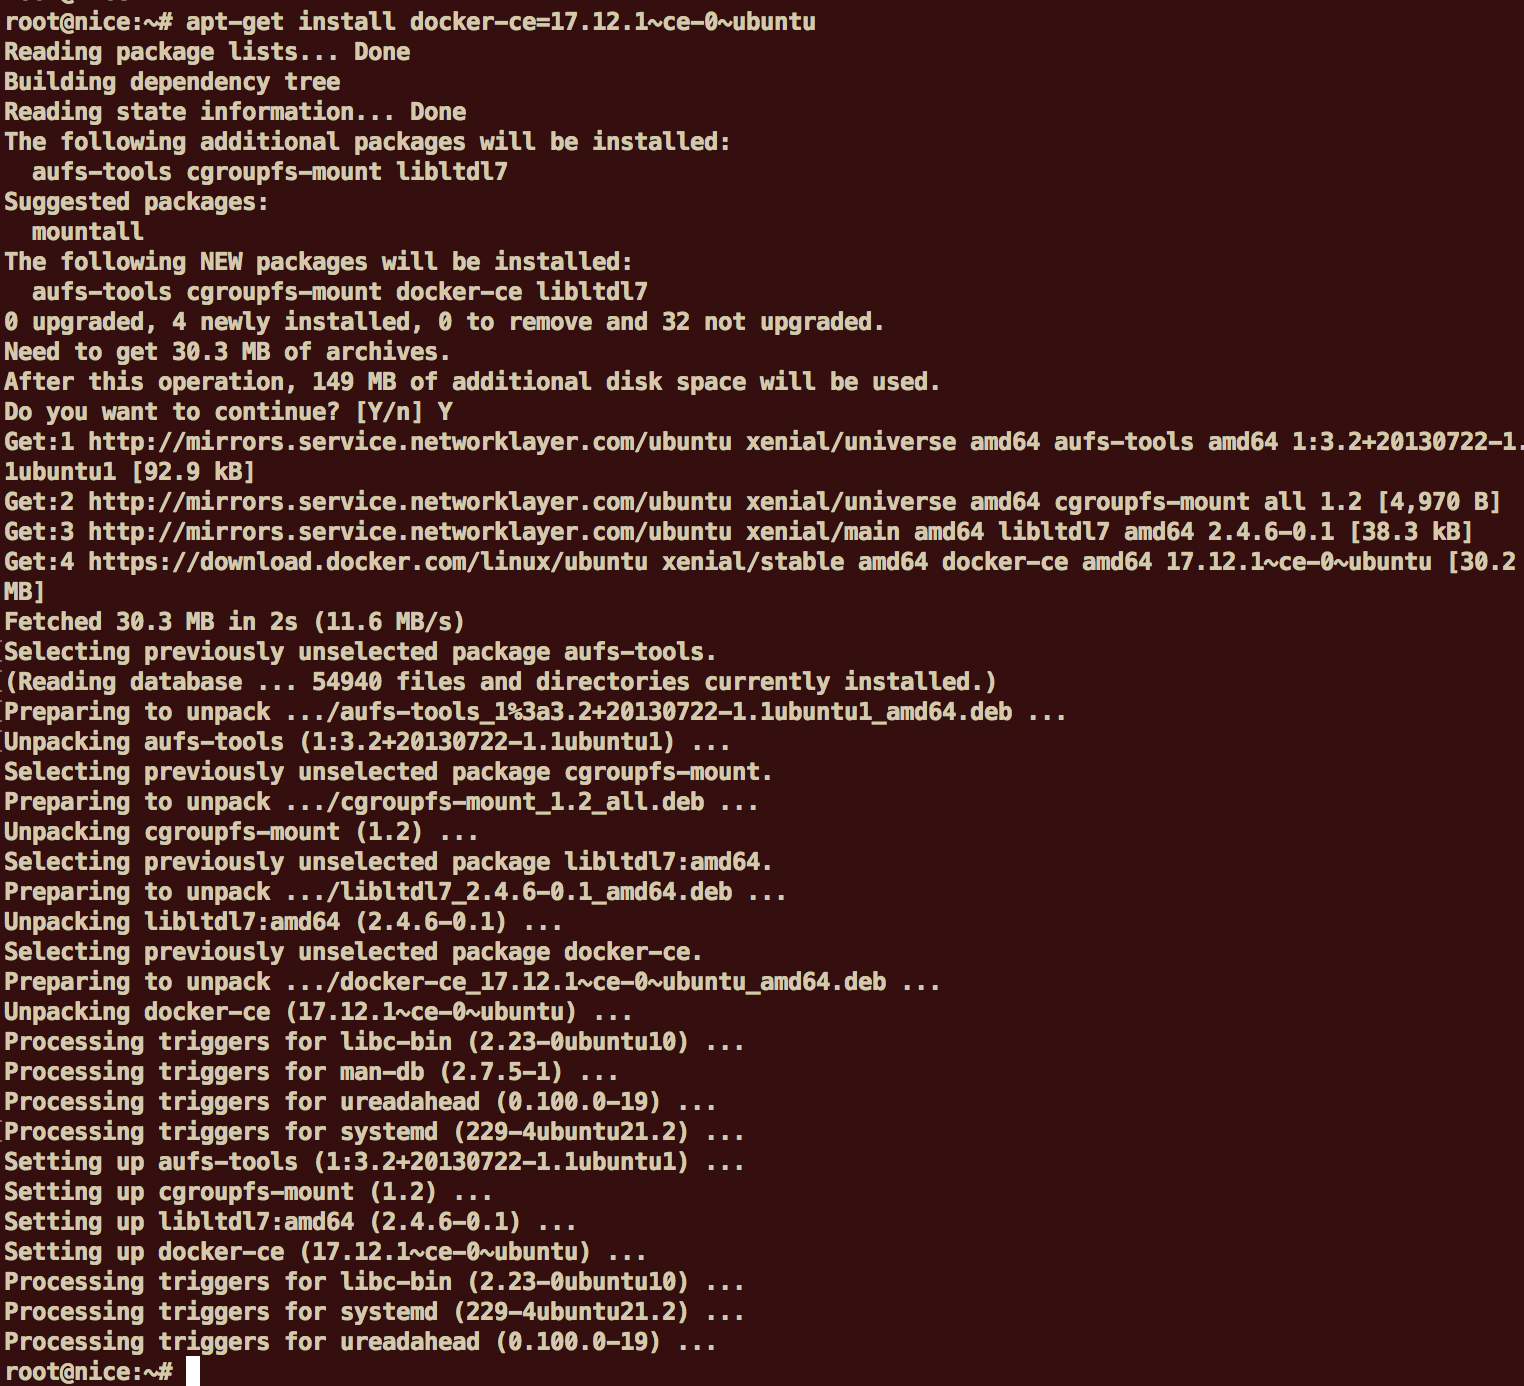 root@nice:~# apt-get install docker-ce=17.12.1~ce-0~ubuntu
Reading package lists... Done
Building dependency tree
Reading state information... Done
The following additional packages will be installed:
  aufs-tools cgroupfs-mount libltdl7
Suggested packages:
  mountall
The following NEW packages will be installed:
  aufs-tools cgroupfs-mount docker-ce libltdl7
0 upgraded, 4 newly installed, 0 to remove and 32 not upgraded.
Need to get 30.3 MB of archives.
After this operation, 149 MB of additional disk space will be used.
Do you want to continue? [Y/n] Y
Get:1 http://mirrors.service.networklayer.com/ubuntu xenial/universe amd64 aufs-tools amd64 1:3.2+20130722-1.
1ubuntu1 [92.9 kB]
Get:2 http://mirrors.service.networklayer.com/ubuntu xenial/universe amd64 cgroupfs-mount all 1.2 [4,970 B]
Get:3 http://mirrors.service.networklayer.com/ubuntu xenial/main amd64 libltdl7 amd64 2.4.6-0.1 [38.3 kB]
Get:4 https://download.docker.com/linux/ubuntu xenial/stable amd64 docker-ce amd64 17.12.1~ce-0~ubuntu [30.2
MB]
Fetched 30.3 MB in 2s (11.6 MB/s)
Selecting previously unselected package aufs-tools.
(Reading database ... 54940 files and directories currently installed.)
Preparing to unpack .../aufs-tools_1%3a3.2+20130722-1.1ubuntu1_amd64.deb ...
Unpacking aufs-tools (1:3.2+20130722-1.1ubuntu1) ...
Selecting previously unselected package cgroupfs-mount.
Preparing to unpack .../cgroupfs-mount_1.2_all.deb ...
Unpacking cgroupfs-mount (1.2) ...
Selecting previously unselected package libltdl7:amd64.
Preparing to unpack .../libltdl7_2.4.6-0.1_amd64.deb ...
Unpacking libltdl7:amd64 (2.4.6-0.1) ...
Selecting previously unselected package docker-ce.
Preparing to unpack .../docker-ce_17.12.1~ce-0~ubuntu_amd64.deb ...
Unpacking docker-ce (17.12.1~ce-0~ubuntu) ...
Processing triggers for libc-bin (2.23-0ubuntu10) ...
Processing triggers for man-db (2.7.5-1) ...
Processing triggers for ureadahead (0.100.0-19) ...
Processing triggers for systemd (229-4ubuntu21.2) ...
Setting up aufs-tools (1:3.2+20130722-1.1ubuntu1) ...
Setting up cgroupfs-mount (1.2) ...
Setting up libltdl7:amd64 (2.4.6-0.1) ...
Setting up docker-ce (17.12.1~ce-0~ubuntu) ...
Processing triggers for libc-bin (2.23-0ubuntu10) ...
Processing triggers for systemd (229-4ubuntu21.2) ...
Processing triggers for ureadahead (0.100.0-19) ...
root@nice:~#